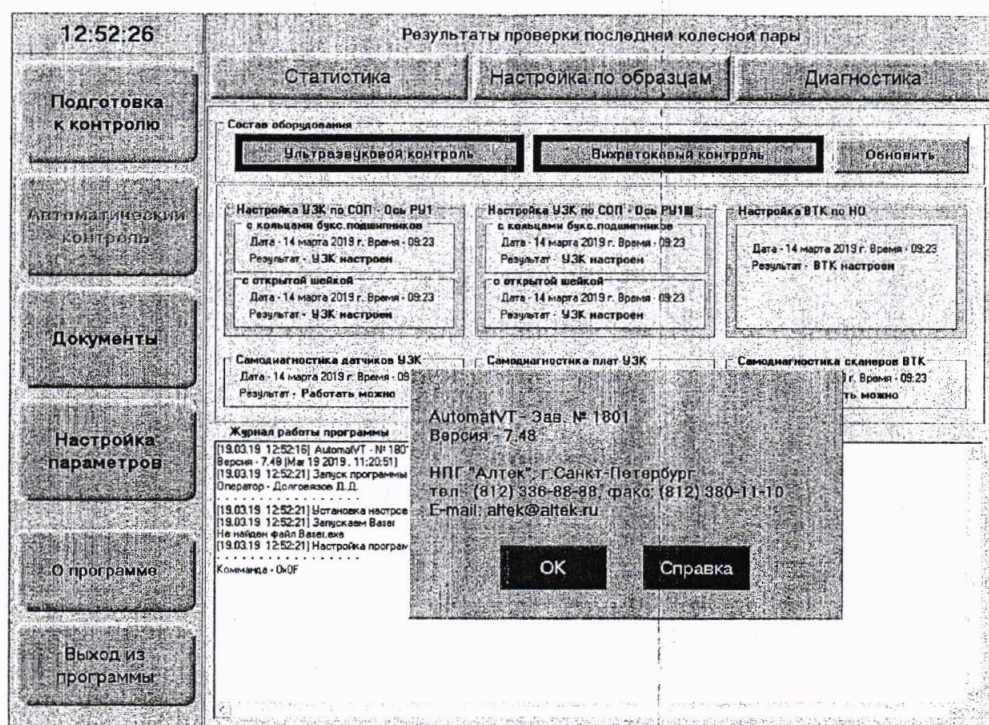 12:52:26
Результаты проверки последней колесной пары
Статистика
Настройка по образцам
Диагностика
Подготовка
к контролю
Автоматический
контроль
Документы
Настройка
параметров
О программе
Выход из
программы
Состав оборудования
Ультразвуковой контроль
Вихретоковый контроль
Обновить
Настройка УЗК по СОП - Ось РУ1
с кольцами букс.подшипников
Дата - 14 марта 2019 г. Время - 09:23
Результат - УЗК настроен
с открытой шейкой
Дата - 14 марта 2019 г. Время - 09:23
Результат - УЗК настроен
Настройка УЗК по СОП - Ось РУ1Ш
с кольцами букс.подшипников
Дата - 14 марта 2019 г. Время - 09:23
Результат - УЗК настроен
с открытой шейкой
Дата - 14 марта 2019 г. Время - 09:23
Результат - УЗК настроен
Настройка ВТК по НО
Дата - 14 марта 2019 г. Время - 09:23
Результат - ВТК настроен
Самодиагностика датчиков УЗК
Дата - 14 марта 2019 г. Время - 09
Результат - Работать можно
Самодиагностика плат УЗК
Самодиагностика сканеров ВТК
г. Время - 09:23
ть можно
Журнал работы программы
[19.03.19 12:52:16] AutomatVT - № 180
Версия - 7.48 [Mar 19 2019 , 11:20:51]
[19.03.19 12:52:21] Запуск программы
Оператор - Долговязов Д.Д.
[19.03.19 12:52:21] Установка настрое
[19.03.19 12:52:21] Запускаем Baser
Не найден файл Baser.exe
[19.03.19 12:52:21] Настройка програм
Комманда - 0x0F
AutomatVT - Зав. № 1801
Версия - 7.48
НПГ "Алтек", г.Санкт-Петербург
тел.: (812) 336-88-88, факс: (812) 380-11-10
E-mail: altek@altek.ru
ОК
Справка